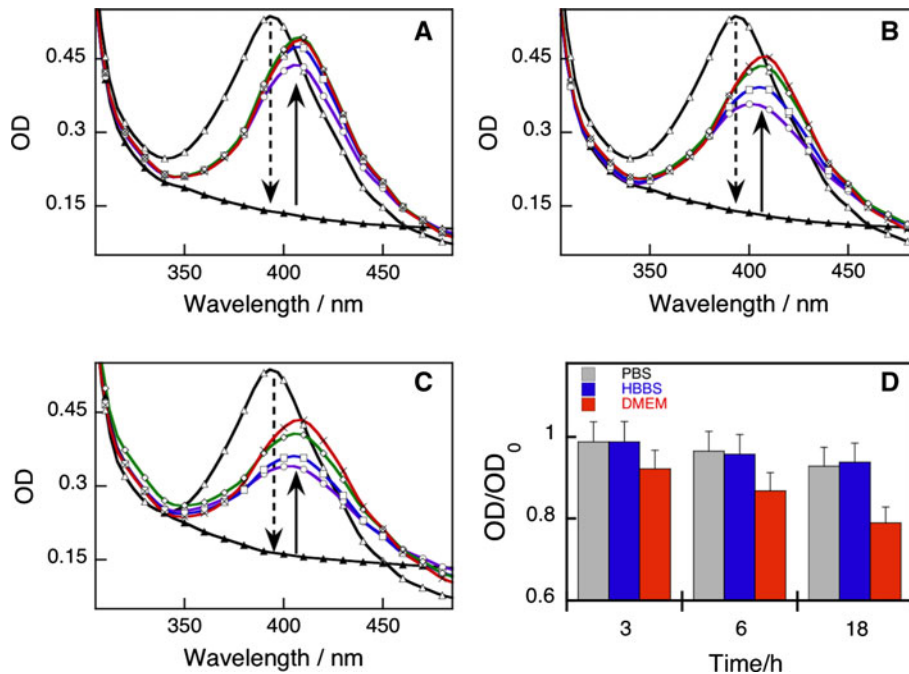 A
OD
0.45
0.3
0.15
350
400
450
Wavelength / nm
B
OD
0.45
0.3
0.15
350
400
450
Wavelength / nm
C
OD
0.45
0.3
0.15
350
400
450
Wavelength / nm
D
PBS
HBBS
DMEM
OD/OD0
1
0.8
0.6
3
6
18
Time/h